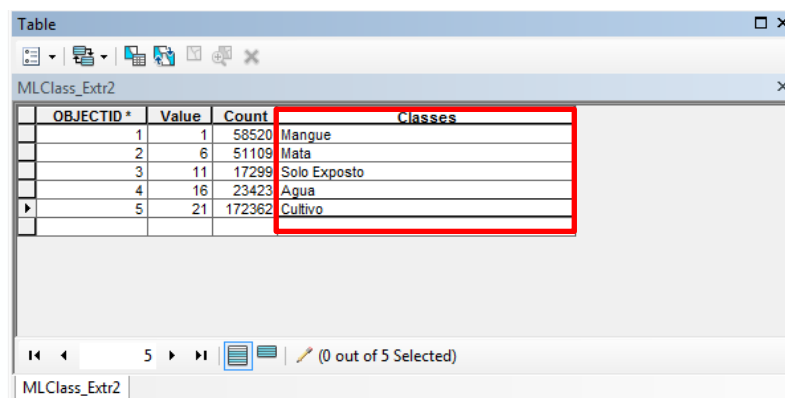 Table
MLClass_Extr2
OBJECTID * Value Count Classes
1 1 58520 Mangue
2 6 51109 Mata
3 11 17299 Solo Exposto
4 16 23423 Agua
5 21 172362 Cultivo
5 (0 out of 5 Selected)
MLClass_Extr2